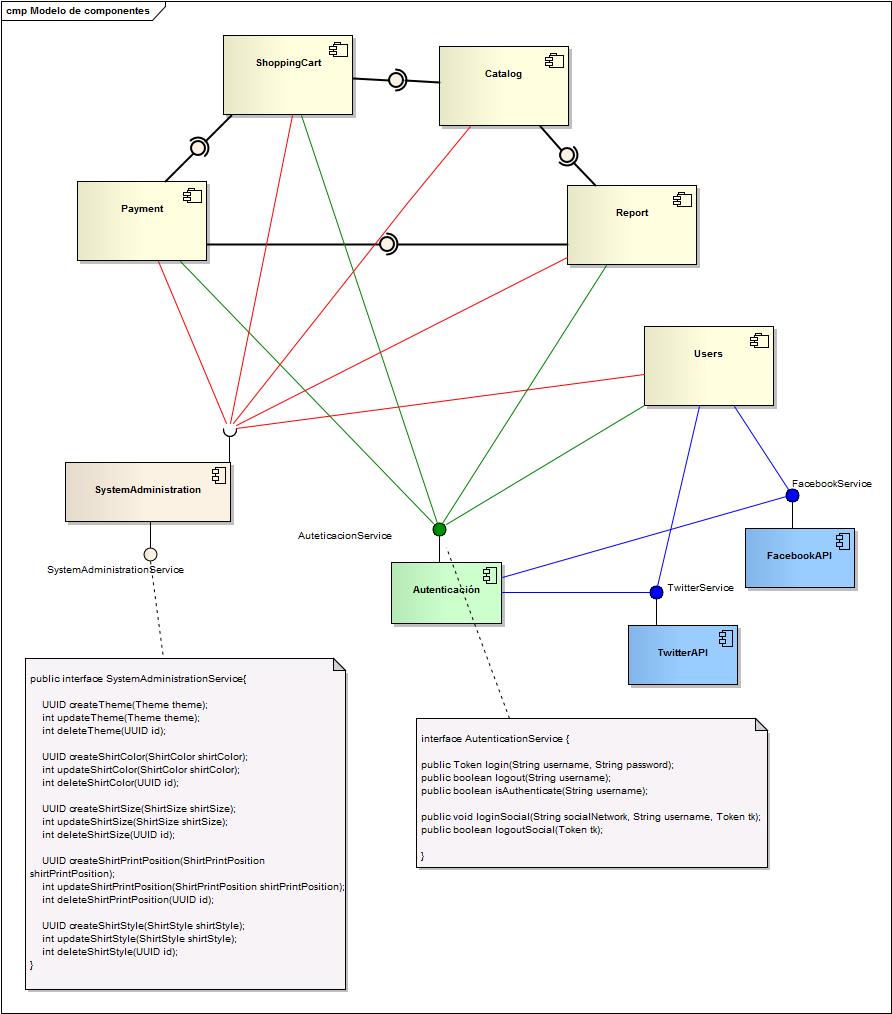 cmp Modelo de componentes
ShoppingCart
Catalog
Payment
Report
Users
SystemAdministration
FacebookService
AuteticacionService
FacebookAPI
SystemAdministrationService
Autenticación
TwitterService
TwitterAPI
public interface SystemAdministrationService{
UUID createTheme(Theme theme);
int updateTheme(Theme theme);
int deleteTheme(UUID id);
UUID createShirtColor(ShirtColor shirtColor);
int updateShirtColor(ShirtColor shirtColor);
int deleteShirtColor(UUID id);
UUID createShirtSize(ShirtSize shirtSize);
int updateShirtSize(ShirtSize shirtSize);
int deleteShirtSize(UUID id);
UUID createShirtPrintPosition(ShirtPrintPosition
shirtPrintPosition);
int updateShirtPrintPosition(ShirtPrintPosition shirtPrintPosition);
int deleteShirtPrintPosition(UUID id);
UUID createShirtStyle(ShirtStyle shirtStyle);
int updateShirtStyle(ShirtStyle shirtStyle);
int deleteShirtStyle(UUID id);
}
interface AutenticationService {
public Token login(String username, String password);
public boolean logout(String username);
public boolean isAuthenticate(String username);
public void loginSocial(String socialNetwork, String username, Token tk);
public boolean logoutSocial(Token tk);
}